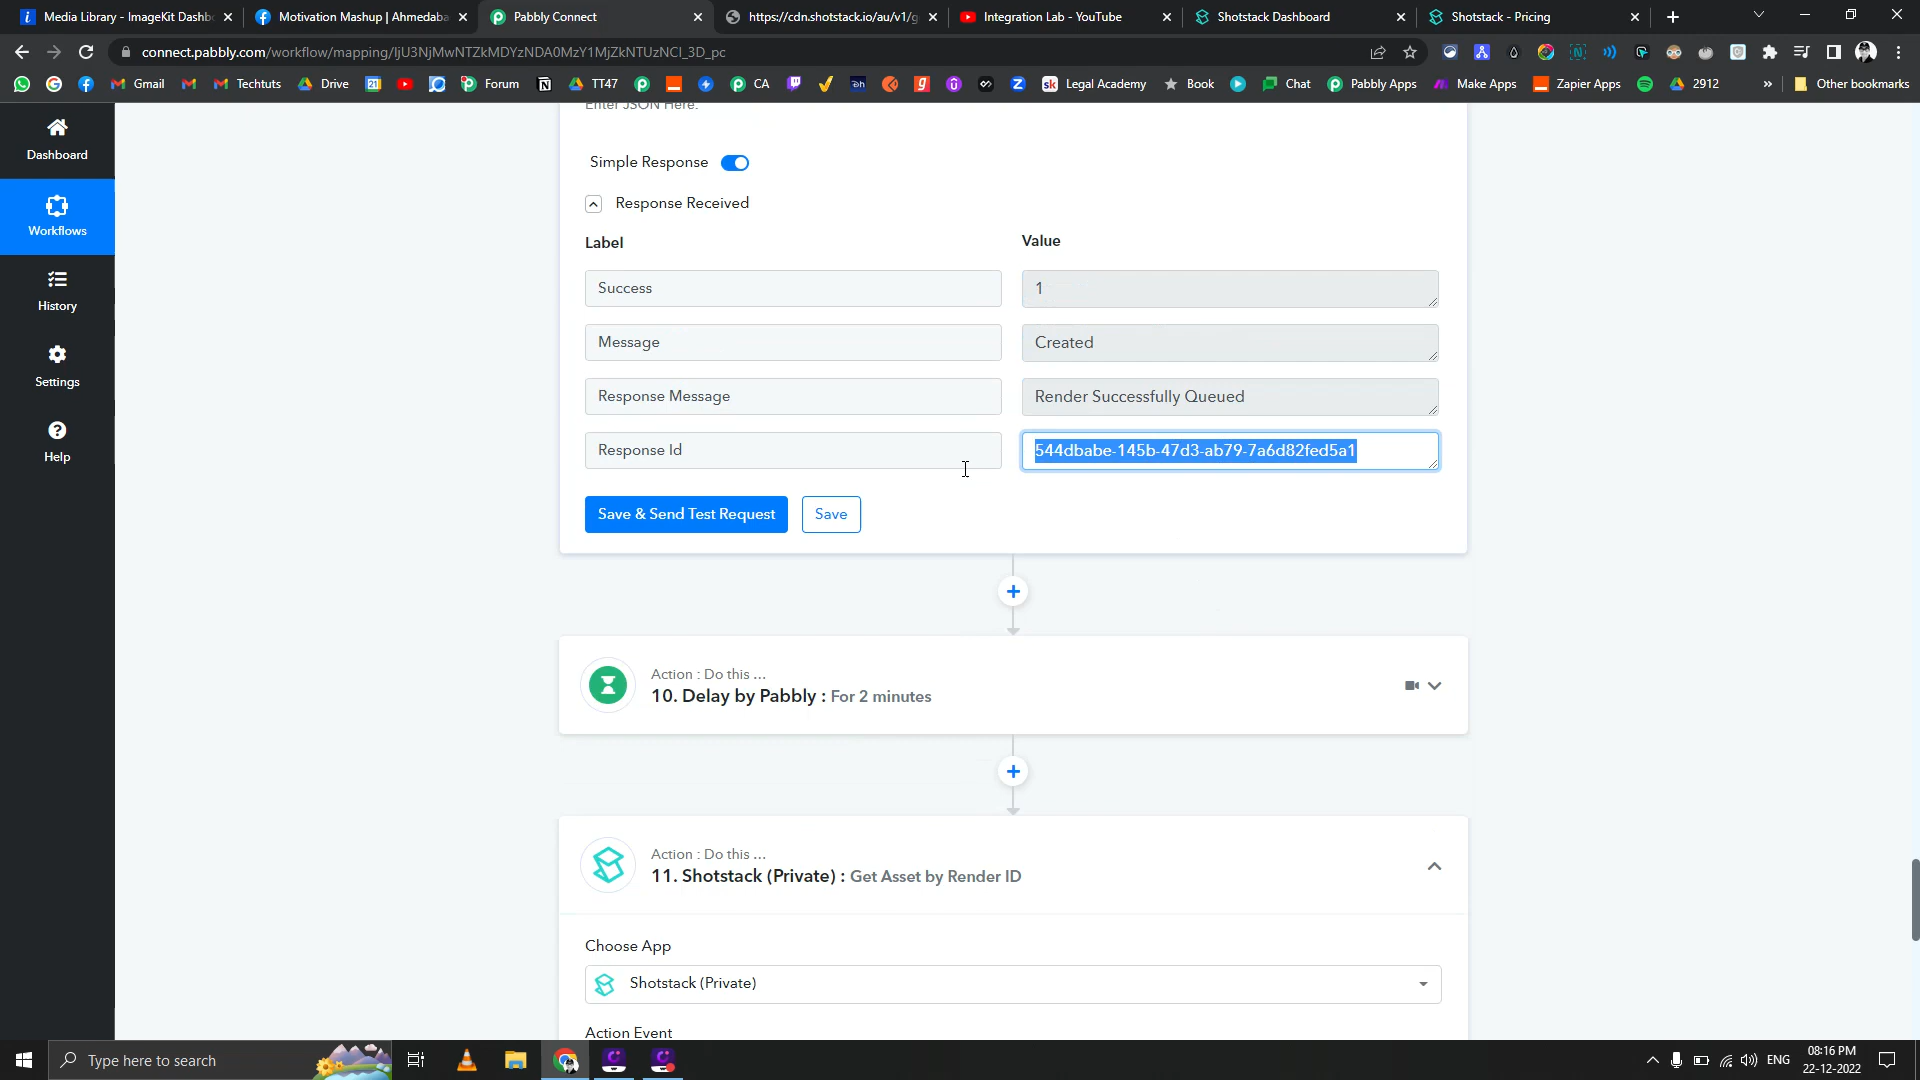 Media Library - ImageKit Dashb
Motivation Mashup | Ahmedaba
Pabbly Connect
https://cdn.shotstack.io/au/v1/g
Integration Lab - YouTube
Shotstack Dashboard
Shotstack - Pricing
connect.pabbly.com/workflow/mapping/IjU3NjMwNTZkMDYzNDA0MzY1MjZkNTUzNCI_3D_pc
Gmail
Techtuts
Drive
Forum
TT47
CA
Legal Academy
Book
Chat
Pabbly Apps
Make Apps
Zapier Apps
2912
»
Other bookmarks
Enter JSON Here.
Dashboard
Workflows
History
Settings
Help
Simple Response
Response Received
Label
Value
Success
1
Message
Created
Response Message
Render Successfully Queued
Response Id
544dbabe-145b-47d3-ab79-7a6d82fed5a1
Save & Send Test Request
Save
Action : Do this ...
10. Delay by Pabbly : For 2 minutes
Action : Do this ...
11. Shotstack (Private) : Get Asset by Render ID
Choose App
Shotstack (Private)
Action Event
Type here to search
ENG
08:16 PM
22-12-2022